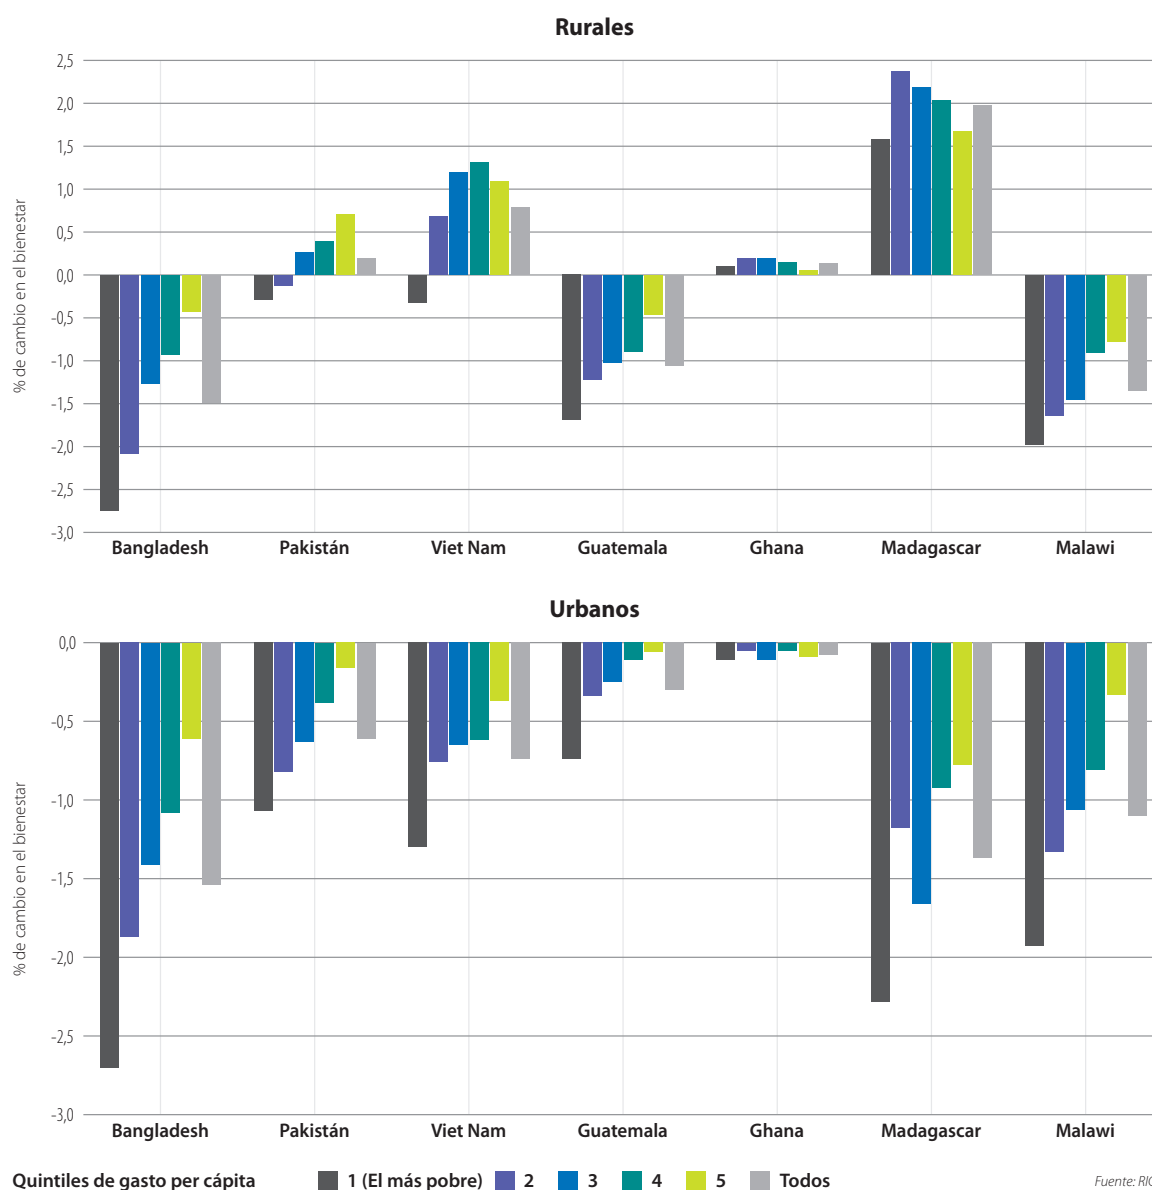 Rurales
% de cambio en el bienestar
2,5
2,0
1,5
1,0
0,5
0,0
-0,5
-1,0
-1,5
-2,0
-2,5
-3,0
Bangladesh Pakistán Viet Nam Guatemala Ghana Madagascar Malawi
Urbanos
% de cambio en el bienestar
0,0
-0,5
-1,0
-1,5
-2,0
-2,5
-3,0
Bangladesh Pakistán Viet Nam Guatemala Ghana Madagascar Malawi
Quintiles de gasto per cápita 1 (El más pobre) 2 3 4 5 Todos
Fuente: